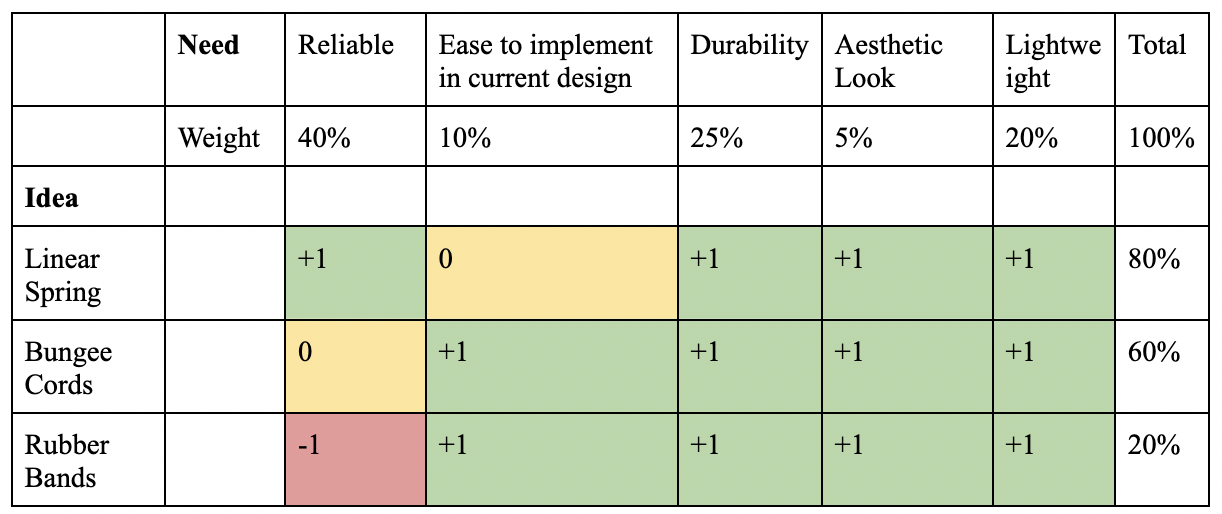 Need Reliable Ease to implement in current design Durability Aesthetic Look Lightwe ight Total
Weight 40% 10% 25% 5% 20% 100%
Idea
Linear Spring +1 0 +1 +1 +1 80%
Bungee Cords 0 +1 +1 +1 +1 60%
Rubber Bands -1 +1 +1 +1 +1 20%